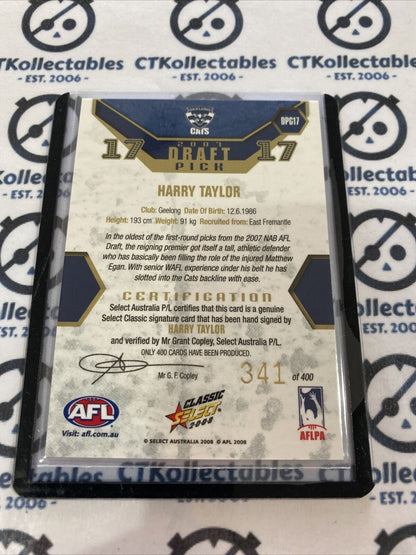 CTKollectables
- EST. 2006 -
CATS
DPC17
2007
17 DRAFT 17
PICK
HARRY TAYLOR
Club: Geelong Date Of Birth: 12.6.1986
Height: 193 cm Weight: 91 kg Recruited from: East Fremantle
In the oldest of the first-round picks from the 2007 NAB AFL
Draft, the reigning premier got itself a tall, athletic defender
who has basically been filling the role of the injured Matthew
Egan. With senior WAFL experience under his belt he has
slotted into the Cats backline with ease.
CERTIFICATION
Select Australia P/L certifies that this card is a genuine
Select Classic signature card that has been hand signed by
HARRY TAYLOR
and verified by Mr Grant Copley, Select Australia P/L.
ONLY 400 CARDS HAVE BEEN PRODUCED.
Mr G. F. Copley
341 of 400
AFL
Visit: afl.com.au
CLASSIC
SELECT
2008
AFLPA
© SELECT AUSTRALIA 2008 © AFL 2008
CTKollectables
- EST. 2006 -